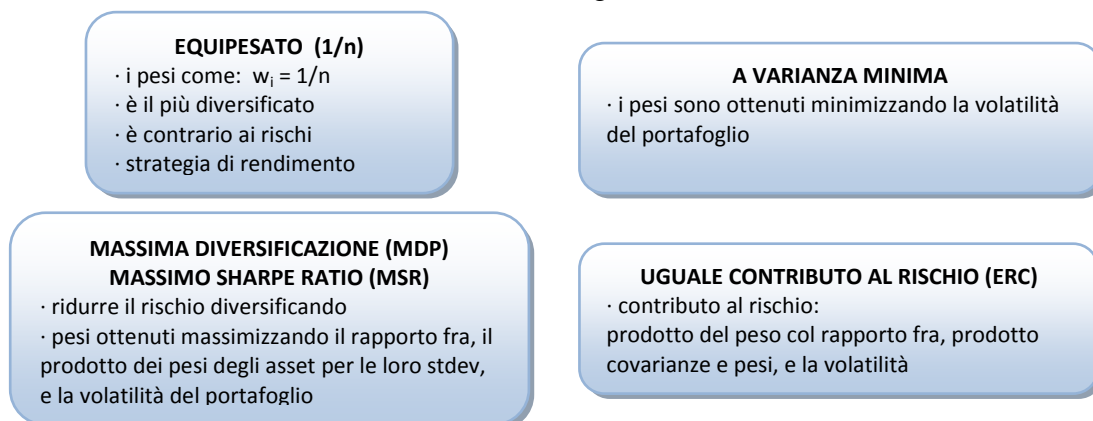 EQUIPESATO (1/n)
· i pesi come: wi = 1/n
· è il più diversificato
· è contrario ai rischi
· strategia di rendimento
A VARIANZA MINIMA
· i pesi sono ottenuti minimizzando la volatilità
del portafoglio
MASSIMA DIVERSIFICAZIONE (MDP)
MASSIMO SHARPE RATIO (MSR)
· ridurre il rischio diversificando
· pesi ottenuti massimizzando il rapporto fra, il
prodotto dei pesi degli asset per le loro stdev,
e la volatilità del portafoglio
UGUALE CONTRIBUTO AL RISCHIO (ERC)
· contributo al rischio:
prodotto del peso col rapporto fra, prodotto
covarianze e pesi, e la volatilità